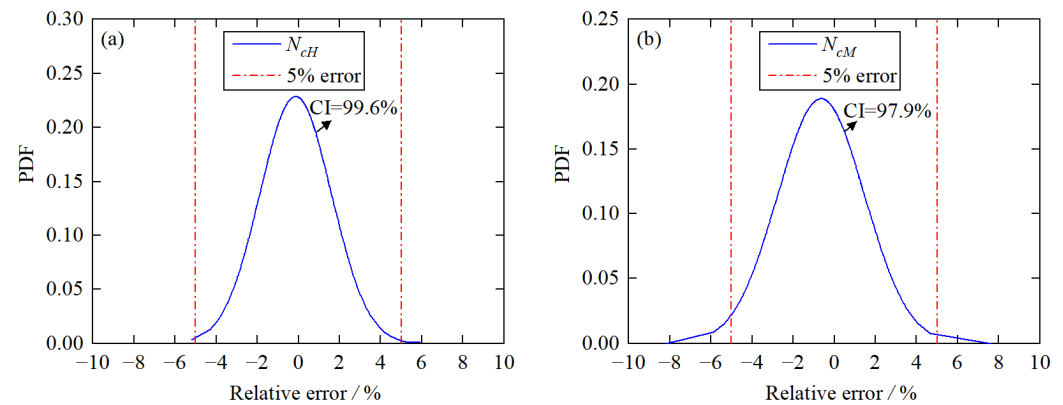 (a)
N_cH
5% error
CI=99.6%
0.30
0.25
0.20
0.15
0.10
0.05
0.00
PDF
−10 −8 −6 −4 −2 0 2 4 6 8 10
Relative error / %
(b)
N_cM
5% error
CI=97.9%
0.25
0.20
0.15
0.10
0.05
0.00
PDF
−10 −8 −6 −4 −2 0 2 4 6 8 10
Relative error / %